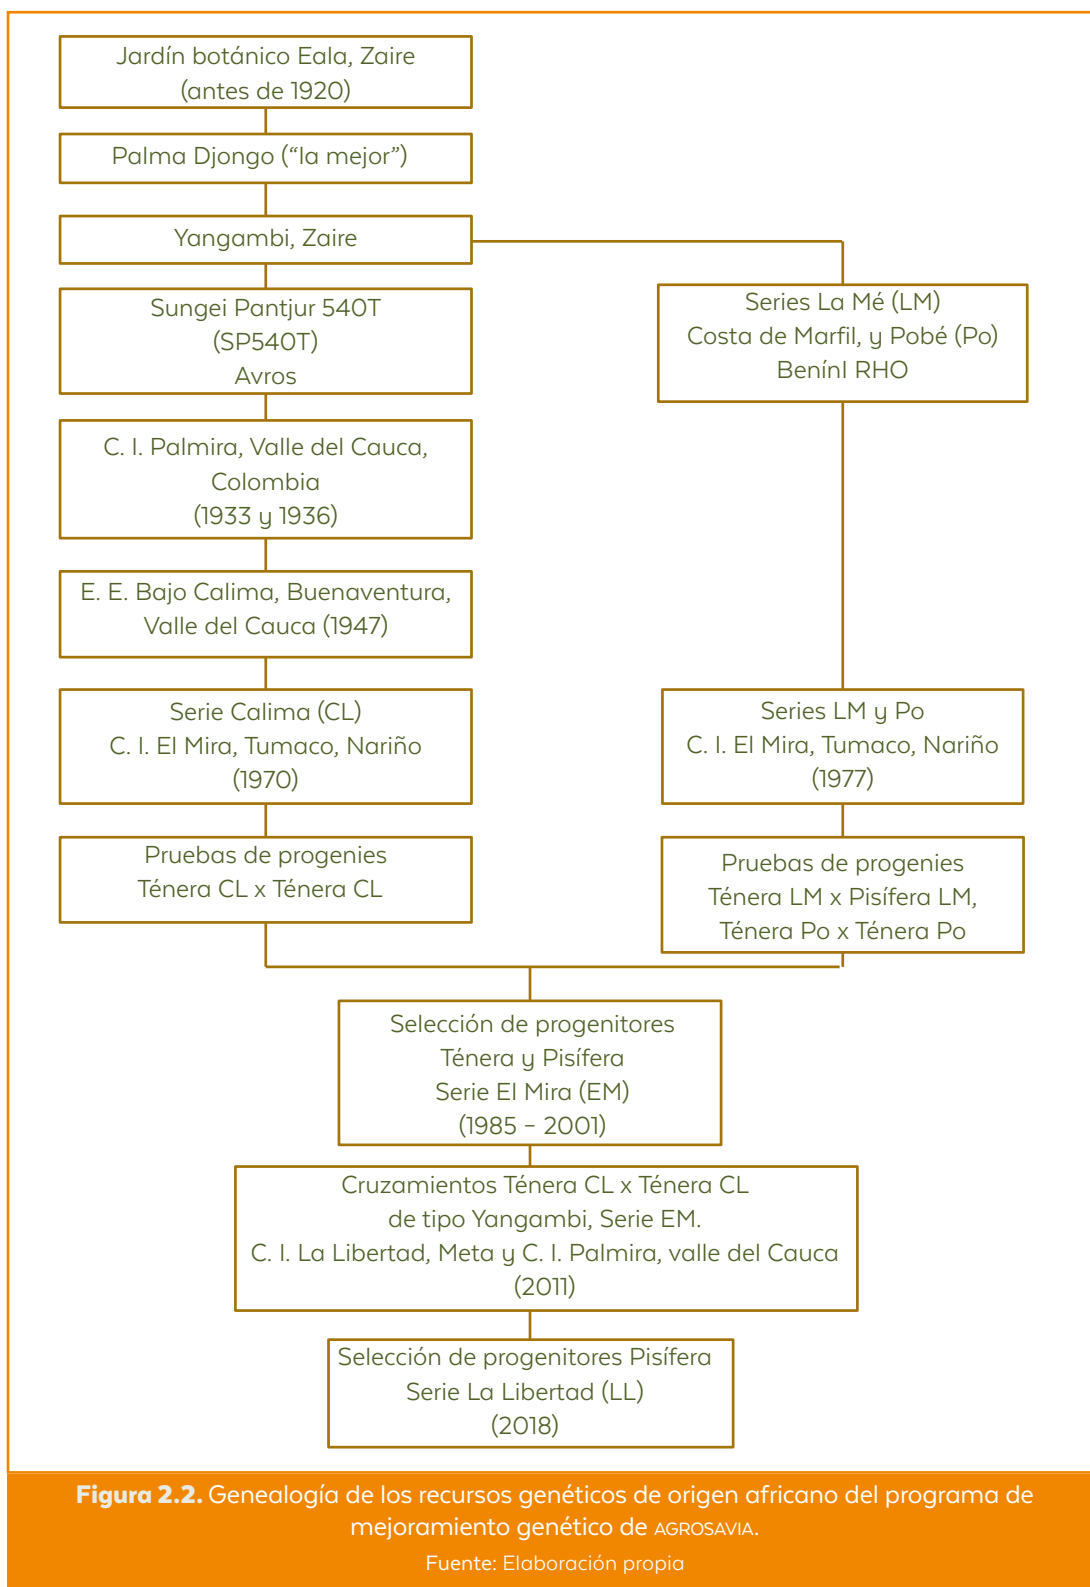 Jardín botánico Eala, Zaire
(antes de 1920)
Palma Djongo (“la mejor”)
Yangambi, Zaire
Sungei Pantjur 540T
(SP540T)
Avros
C. I. Palmira, Valle del Cauca,
Colombia
(1933 y 1936)
E. E. Bajo Calima, Buenaventura,
Valle del Cauca (1947)
Serie Calima (CL)
C. I. El Mira, Tumaco, Nariño
(1970)
Pruebas de progenies
Ténera CL x Ténera CL
Series La Mé (LM)
Costa de Marfil, y Pobé (Po)
BenínI RHO
Series LM y Po
C. I. El Mira, Tumaco, Nariño
(1977)
Pruebas de progenies
Ténera LM x Pisífera LM,
Ténera Po x Ténera Po
Selección de progenitores
Ténera y Pisífera
Serie El Mira (EM)
(1985 – 2001)
Cruzamientos Ténera CL x Ténera CL
de tipo Yangambi, Serie EM.
C. I. La Libertad, Meta y C. I. Palmira, valle del Cauca
(2011)
Selección de progenitores Pisífera
Serie La Libertad (LL)
(2018)
Figura 2.2. Genealogía de los recursos genéticos de origen africano del programa de
mejoramiento genético de AGROSAVIA.
Fuente: Elaboración propia